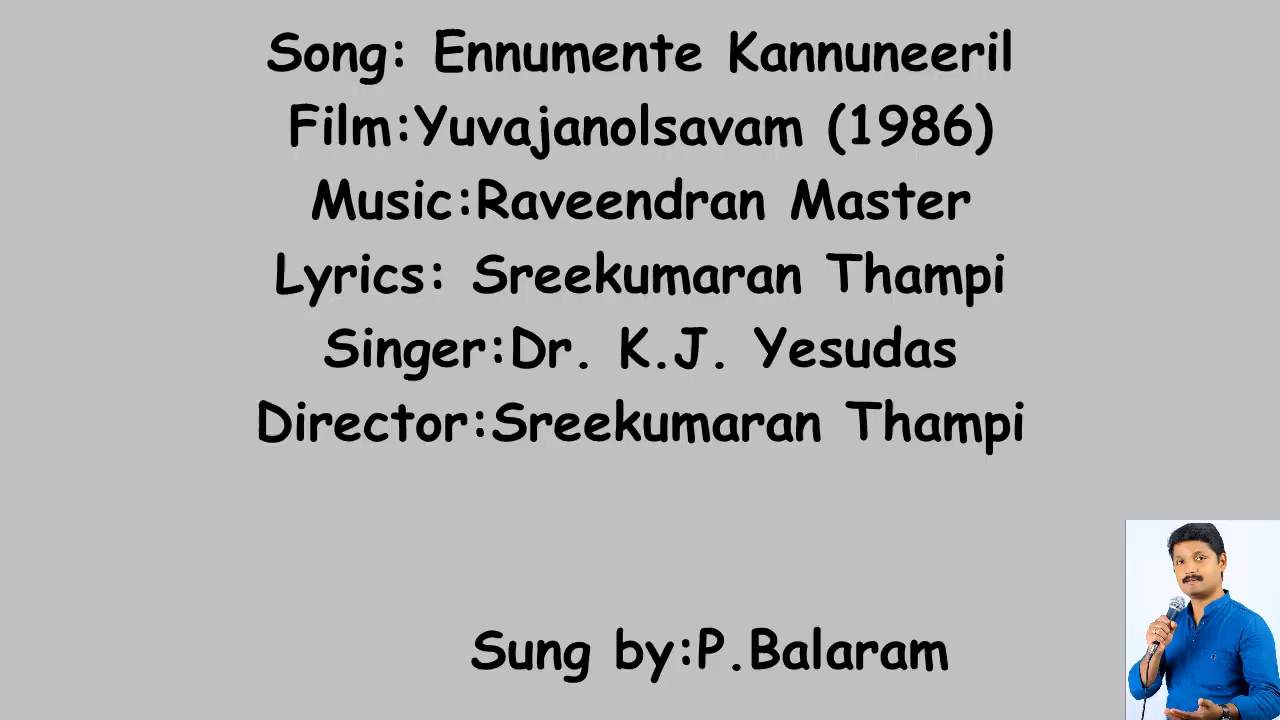 Song: Ennumente Kannuneeril
Film:Yuvajanolsavam (1986)
Music:Raveendran Master
Lyrics: Sreekumaran Thampi
Singer:Dr. K.J. Yesudas
Director:Sreekumaran Thampi
Sung by:P.Balaram